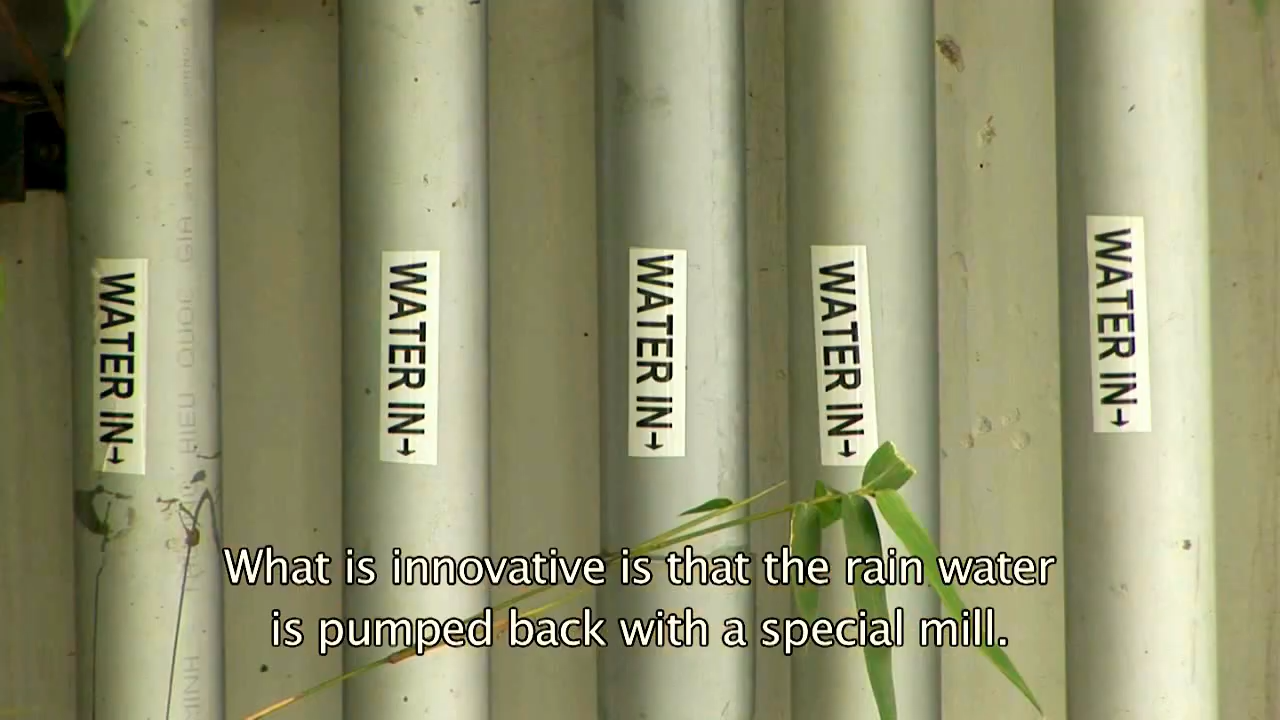 WATER IN→
WATER IN→
WATER IN→
WATER IN→
WATER IN→
What is innovative is that the rain water
is pumped back with a special mill.